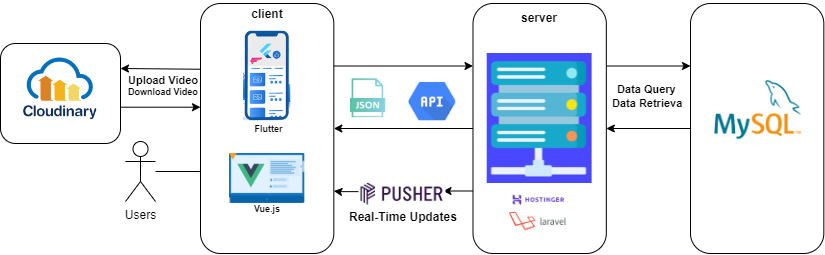 client
server
Upload Video
Download Video
Cloudinary
Flutter
JSON
API
Data Query
Data Retrieva
MySQL
Users
Vue.js
PUSHER
Real-Time Updates
HOSTINGER
laravel